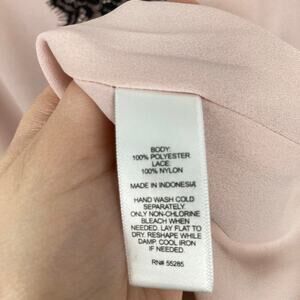 BODY:
100% POLYESTER
LACE:
100% NYLON
MADE IN INDONESIA
HAND WASH COLD
SEPARATELY.
ONLY NON-CHLORINE
BLEACH WHEN
NEEDED. LAY FLAT TO
DRY. RESHAPE WHILE
DAMP. COOL IRON
IF NEEDED.
RN# 55285